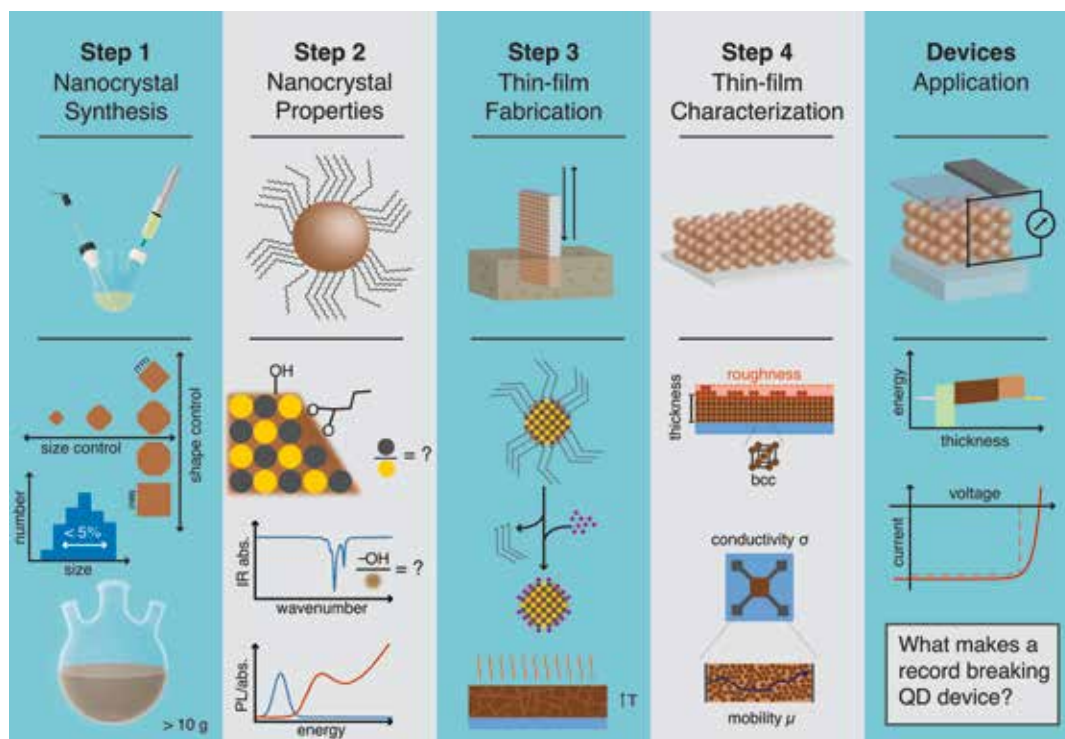 Step 1
Nanocrystal
Synthesis
size control
shape control
number
< 5%
size
> 10 g
Step 2
Nanocrystal
Properties
OH
= ?
IR abs.
–OH
= ?
wavenumber
PL/abs.
energy
Step 3
Thin-film
Fabrication
↑T
Step 4
Thin-film
Characterization
roughness
thickness
bcc
conductivity σ
mobility μ
Devices
Application
energy
thickness
voltage
current
What makes a
record breaking
QD device?